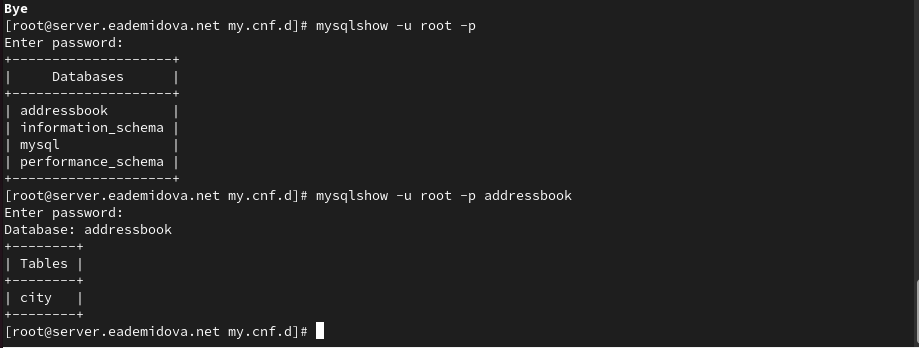 Bye
[root@server.eademidova.net my.cnf.d]# mysqlshow -u root -p
Enter password:
+--------------------+
|     Databases      |
+--------------------+
| addressbook        |
| information_schema |
| mysql              |
| performance_schema |
+--------------------+
[root@server.eademidova.net my.cnf.d]# mysqlshow -u root -p addressbook
Enter password:
Database: addressbook
+--------+
| Tables |
+--------+
| city   |
+--------+
[root@server.eademidova.net my.cnf.d]#